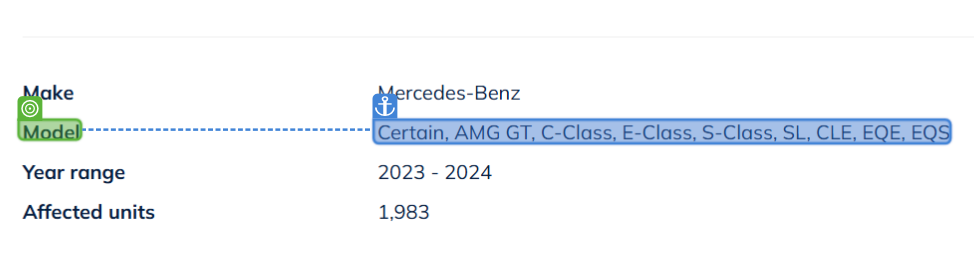 Make Mercedes-Benz
Model Certain, AMG GT, C-Class, E-Class, S-Class, SL, CLE, EQE, EQS
Year range 2023 - 2024
Affected units 1,983